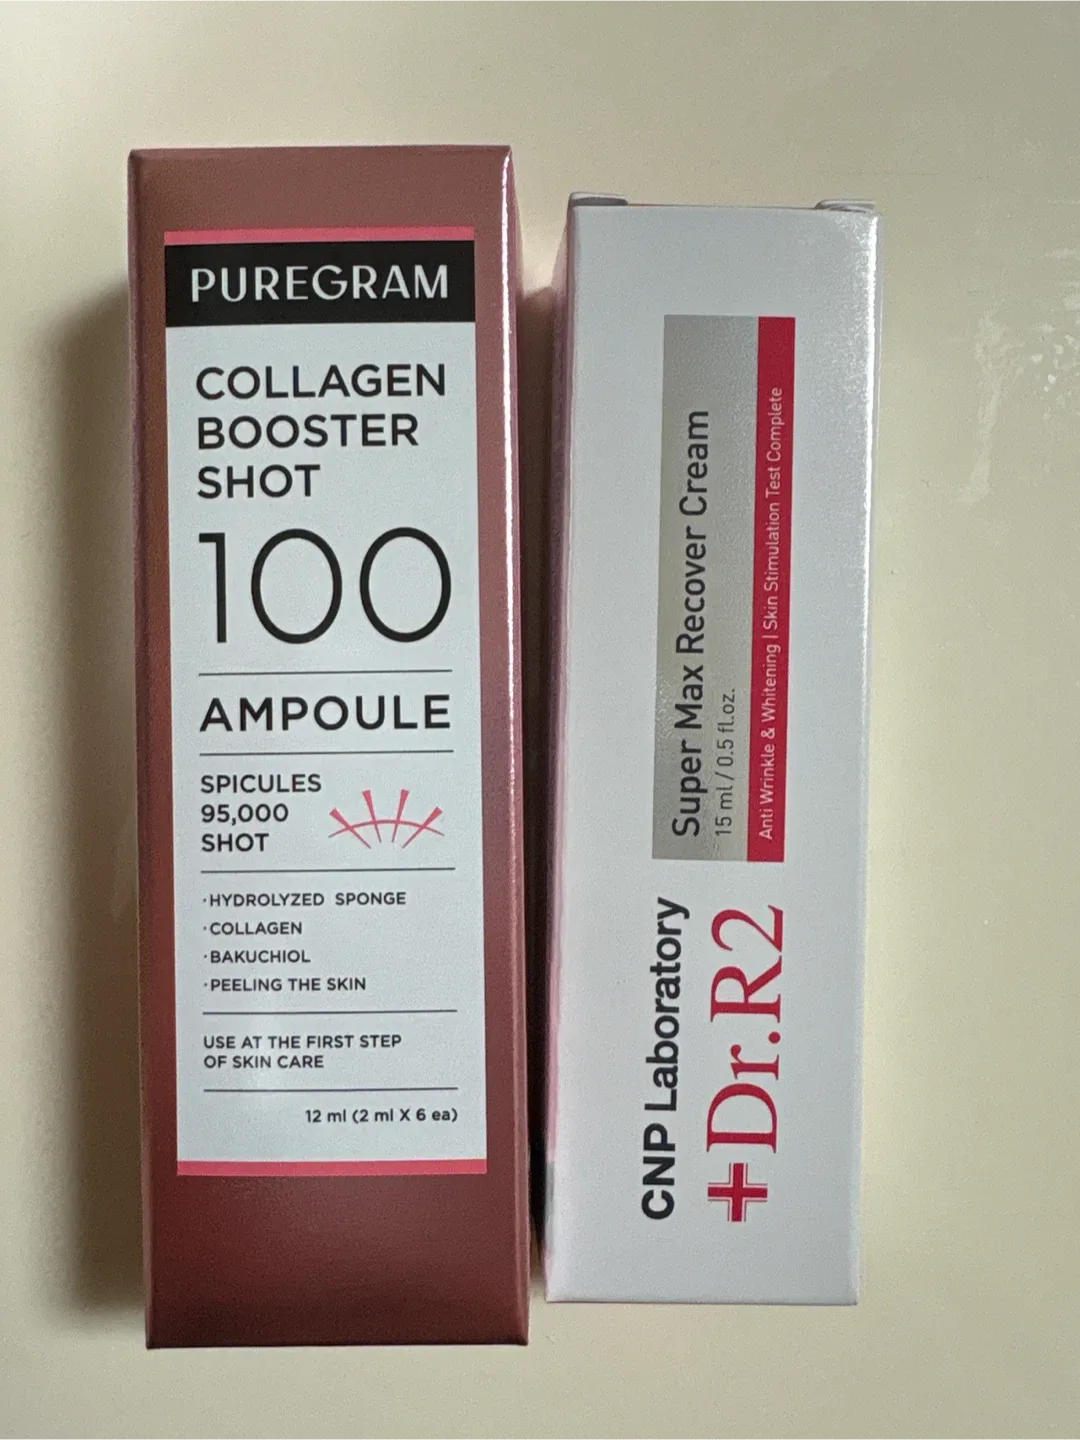 PUREGRAM
COLLAGEN
BOOSTER
SHOT
100
AMPOULE
SPICULES
95,000
SHOT
·HYDROLYZED SPONGE
·COLLAGEN
·BAKUCHIOL
·PEELING THE SKIN
USE AT THE FIRST STEP
OF SKIN CARE
12 ml (2 ml X 6 ea)
CNP Laboratory
+Dr.R2
Super Max Recover Cream
15 ml / 0.5 fl.oz.
Anti Wrinkle & Whitening | Skin Stimulation Test Complete